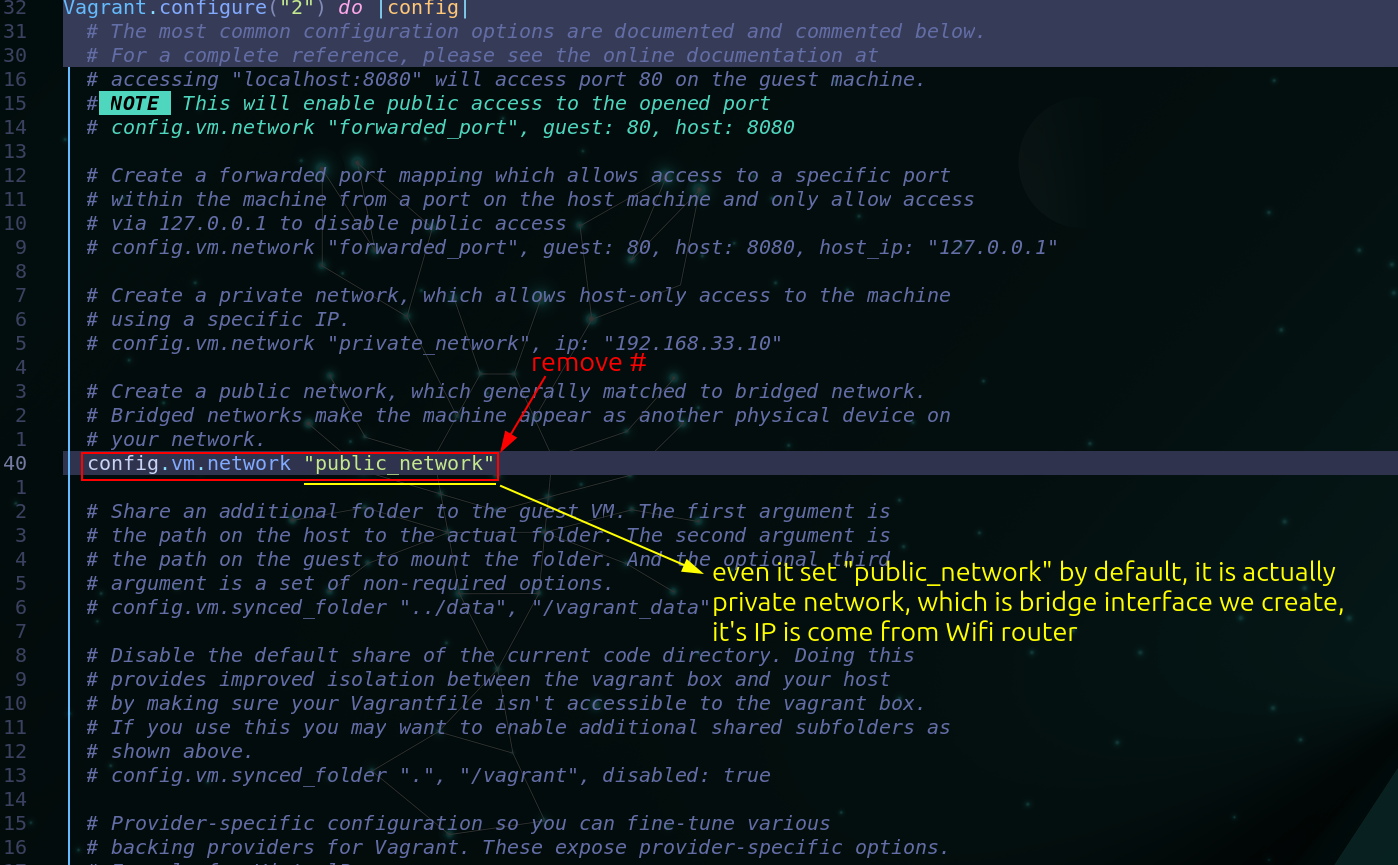 32 Vagrant.configure("2") do |config|
31 # The most common configuration options are documented and commented below.
30 # For a complete reference, please see the online documentation at
16 # accessing "localhost:8080" will access port 80 on the guest machine.
15 # NOTE This will enable public access to the opened port
14 # config.vm.network "forwarded_port", guest: 80, host: 8080
13
12 # Create a forwarded port mapping which allows access to a specific port
11 # within the machine from a port on the host machine and only allow access
10 # via 127.0.0.1 to disable public access
9 # config.vm.network "forwarded_port", guest: 80, host: 8080, host_ip: "127.0.0.1"
8
7 # Create a private network, which allows host-only access to the machine
6 # using a specific IP.
5 # config.vm.network "private_network", ip: "192.168.33.10"
4
remove #
3 # Create a public network, which generally matched to bridged network.
2 # Bridged networks make the machine appear as another physical device on
1 # your network.
40 config.vm.network "public_network"
1
2 # Share an additional folder to the guest VM. The first argument is
3 # the path on the host to the actual folder. The second argument is
4 # the path on the guest to mount the folder. And the optional third
5 # argument is a set of non-required options.
6 # config.vm.synced_folder "../data", "/vagrant_data"
even it set "public_network" by default, it is actually
private network, which is bridge interface we create,
it's IP is come from Wifi router
7
8 # Disable the default share of the current code directory. Doing this
9 # provides improved isolation between the vagrant box and your host
10 # by making sure your Vagrantfile isn't accessible to the vagrant box.
11 # If you use this you may want to enable additional shared subfolders as
12 # shown above.
13 # config.vm.synced_folder ".", "/vagrant", disabled: true
14
15 # Provider-specific configuration so you can fine-tune various
16 # backing providers for Vagrant. These expose provider-specific options.